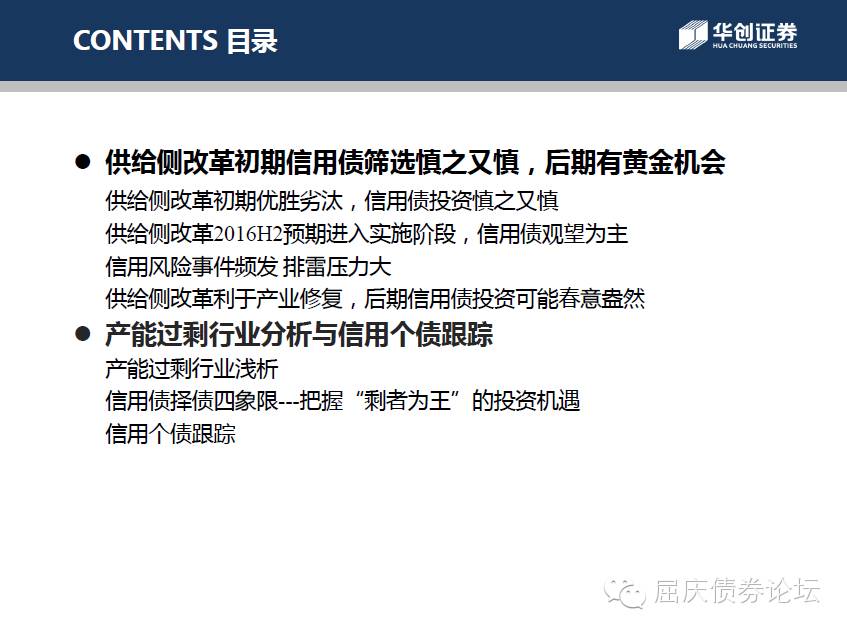 CONTENTS 目录
华创证券
HUA CHUANG SECURITIES
● 供给侧改革初期信用债筛选慎之又慎，后期有黄金机会
供给侧改革初期优胜劣汰，信用债投资慎之又慎
供给侧改革2016H2预期进入实施阶段，信用债观望为主
信用风险事件频发 排雷压力大
供给侧改革利于产业修复，后期信用债投资可能春意盎然
● 产能过剩行业分析与信用个债跟踪
产能过剩行业浅析
信用债择债四象限---把握“剩者为王”的投资机遇
信用个债跟踪
屈庆债券论坛